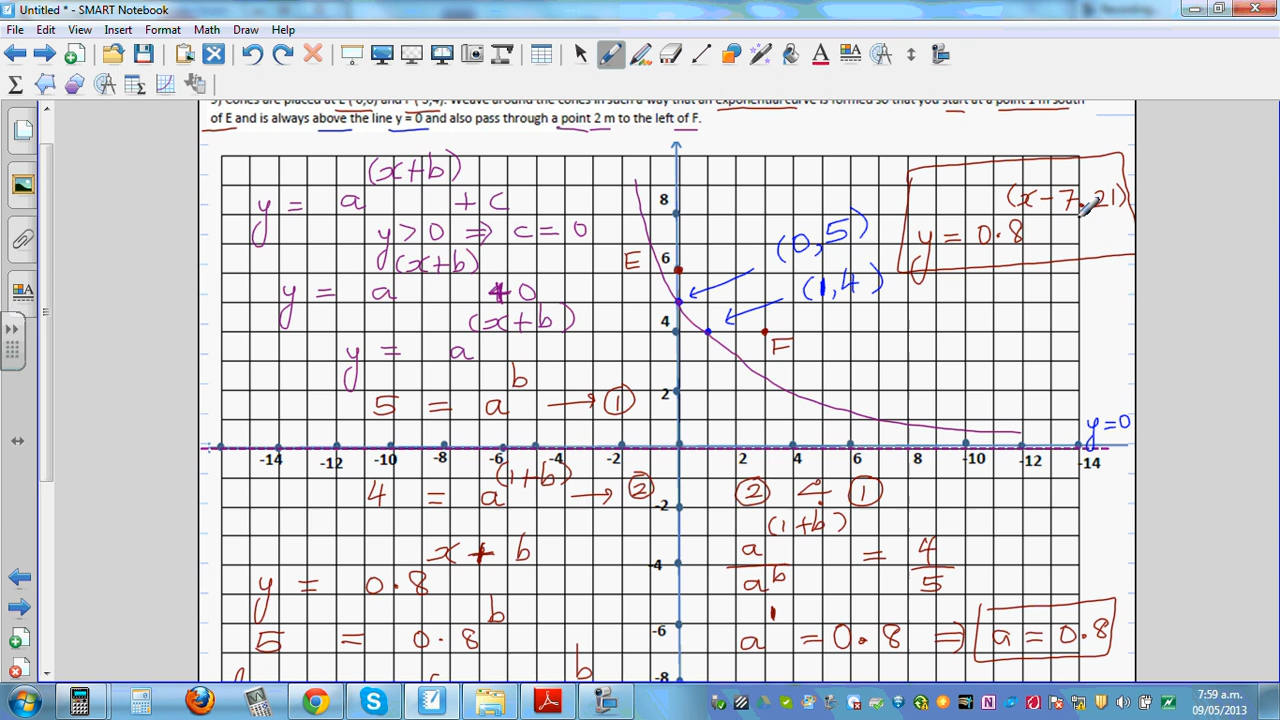 Untitled * - SMART Notebook
File Edit View Insert Format Math Draw Help
of E and is always above the line y = 0 and also pass through a point 2 m to the left of F.
y = a^(x+b) + c
y > 0 ⇒ c = 0
y = a^(x+b) + 0
y = a^(x+b)
5 = a^b → ①
4 = a^(1+b) → ②
y = 0.8^x+b
5 = 0.8^b
b
8
6
4
2
-2
-4
-6
-8
-14 -12 -10 -8 -6 -4 -2 2 4 6 8 -10 -12 -14
E
F
(0,5)
(1,4)
y=0
y = 0.8^(x-7.21)
② ÷ ①
a^(1+b) / a^b = 4/5
a^1 = 0.8 ⇒ a = 0.8
7:59 a.m.
09/05/2013